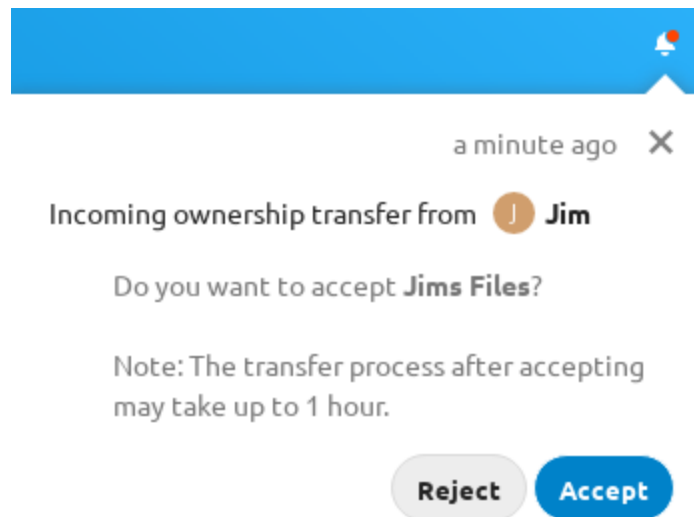 a minute ago
Incoming ownership transfer from J Jim
Do you want to accept Jims Files?
Note: The transfer process after accepting
may take up to 1 hour.
Reject Accept